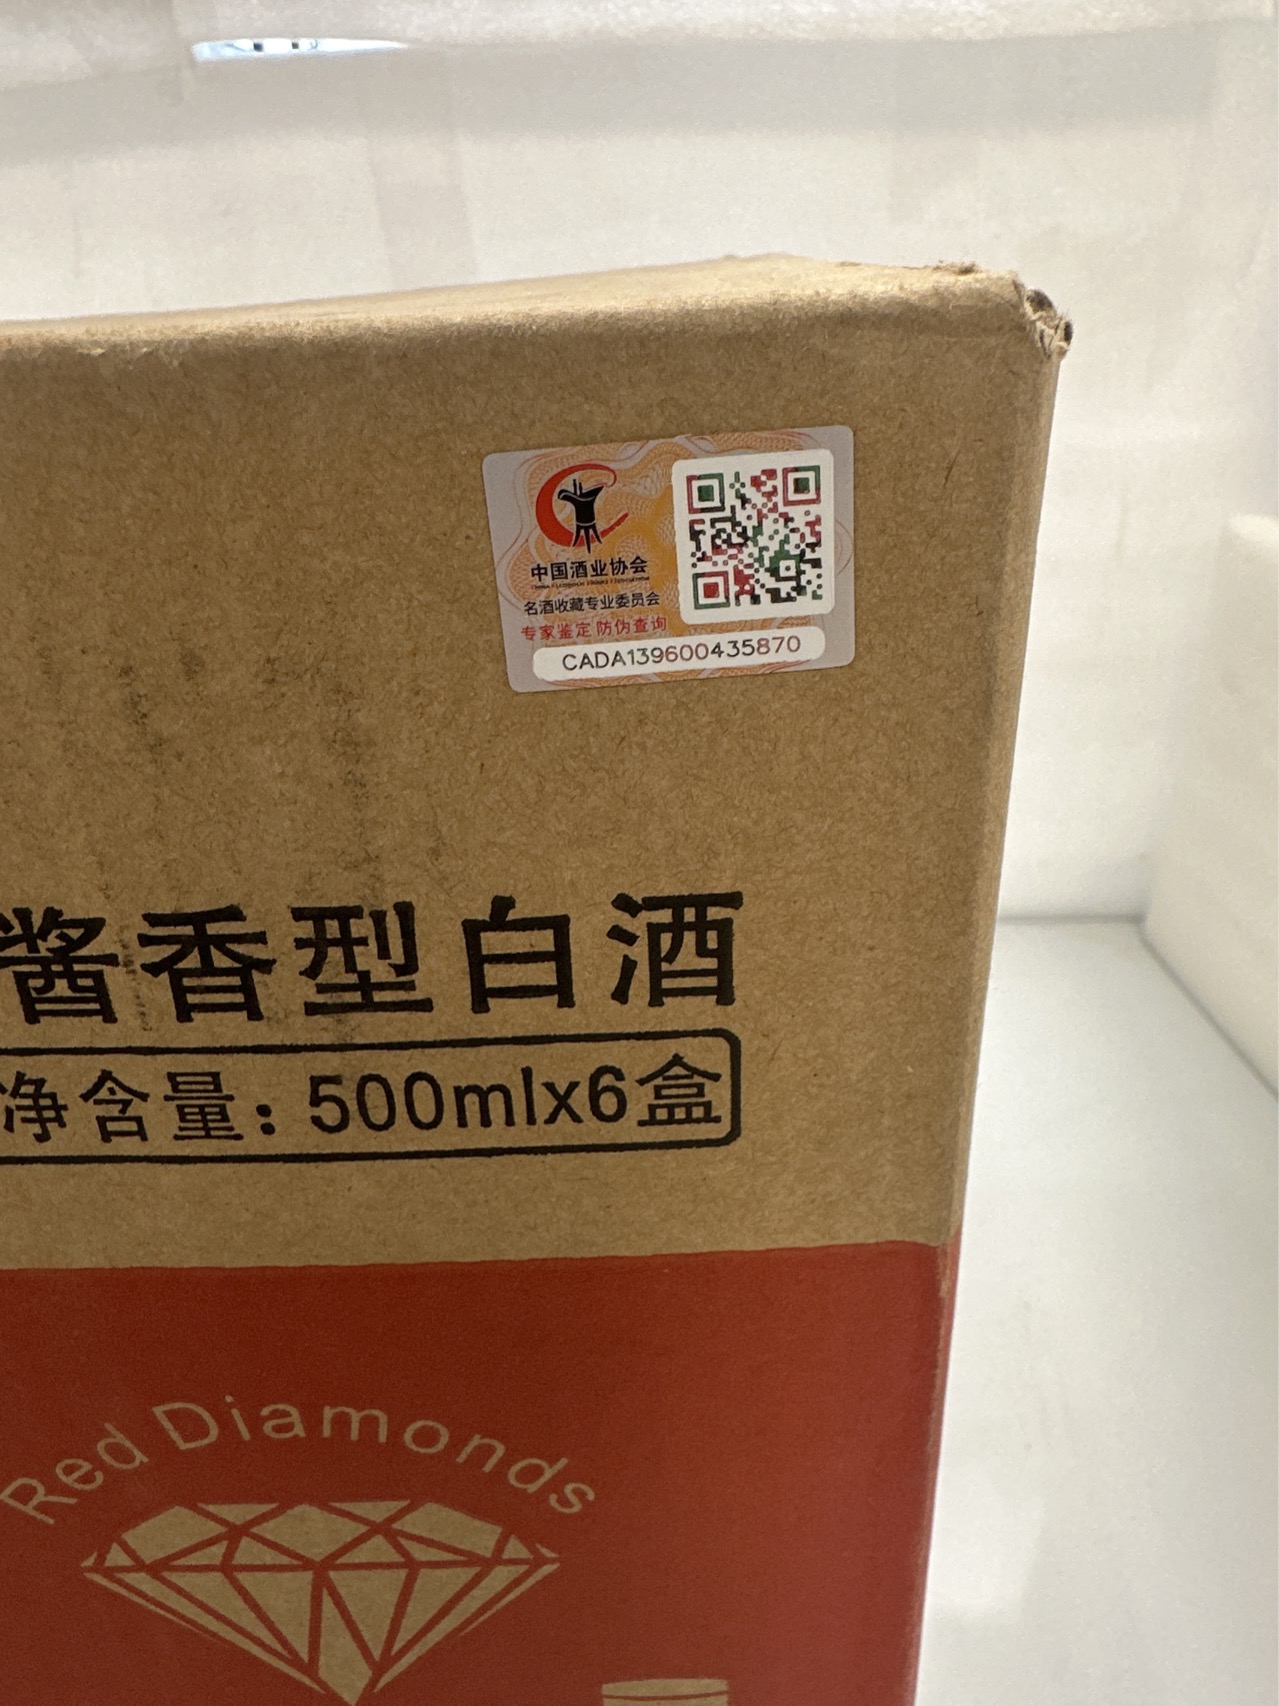 中国酒业协会
名酒收藏专业委员会
专家鉴定 防伪查询
CADA139600435870
酱香型白酒
净含量:500mlx6盒
Red Diamonds